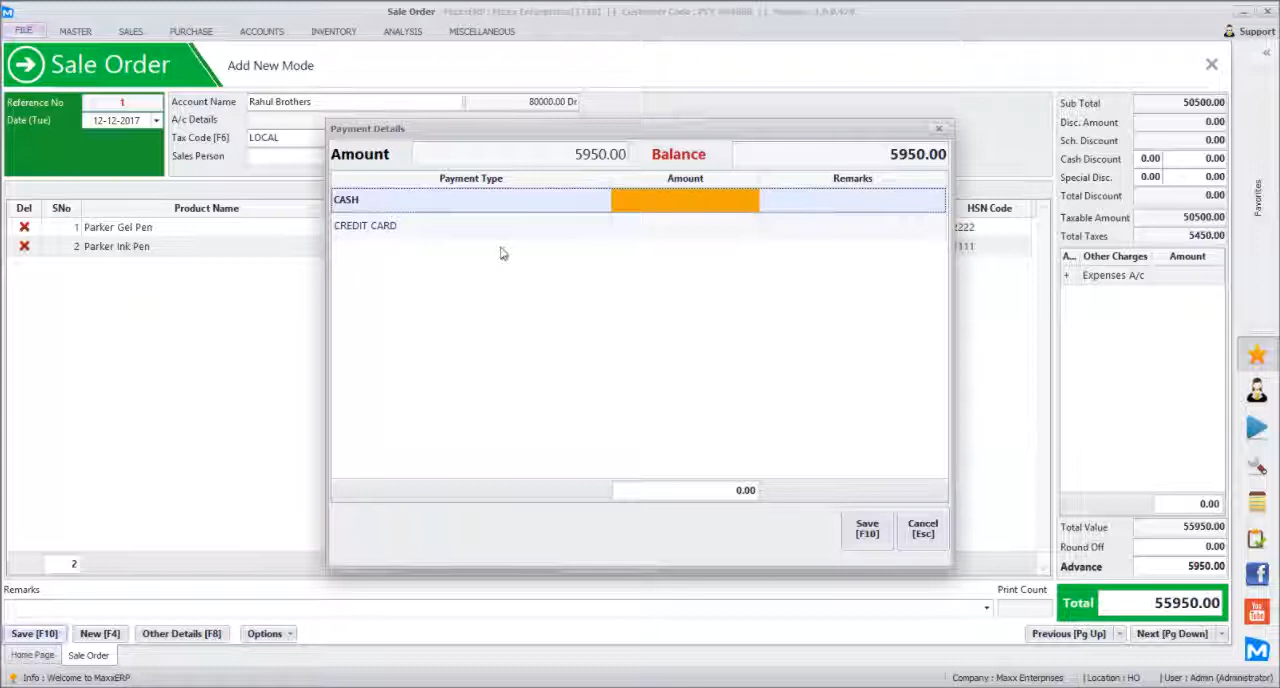 Sale Order
FILE MASTER SALES PURCHASE ACCOUNTS INVENTORY ANALYSIS MISCELLANEOUS Support
Sale Order Add New Mode
Reference No 1
Date (Tue) 12-12-2017
Account Name Rahul Brothers 80000.00 Dr
A/c Details
Tax Code [F6] LOCAL
Sales Person
Payment Details
Amount 5950.00 Balance 5950.00
Payment Type Amount Remarks
CASH
CREDIT CARD
0.00
Save [F10]
Cancel [Esc]
Del SNo Product Name HSN Code
1 Parker Gel Pen 2222
2 Parker Ink Pen 1111
2
Sub Total 50500.00
Disc. Amount 0.00
Sch. Discount 0.00
Cash Discount 0.00 0.00
Special Disc. 0.00 0.00
Total Discount 0.00
Taxable Amount 50500.00
Total Taxes 5450.00
A... Other Charges Amount
+ Expenses A/c
0.00
Total Value 55950.00
Round Off 0.00
Advance 5950.00
Total 55950.00
Favorites
You Tube
Remarks Print Count
Save [F10] New [F4] Other Details [F8] Options Previous [Pg Up] Next [Pg Down]
Home Page Sale Order
Info : Welcome to MaxxERP Company : Maxx Enterprises | Location : HO | User : Admin (Administrator)